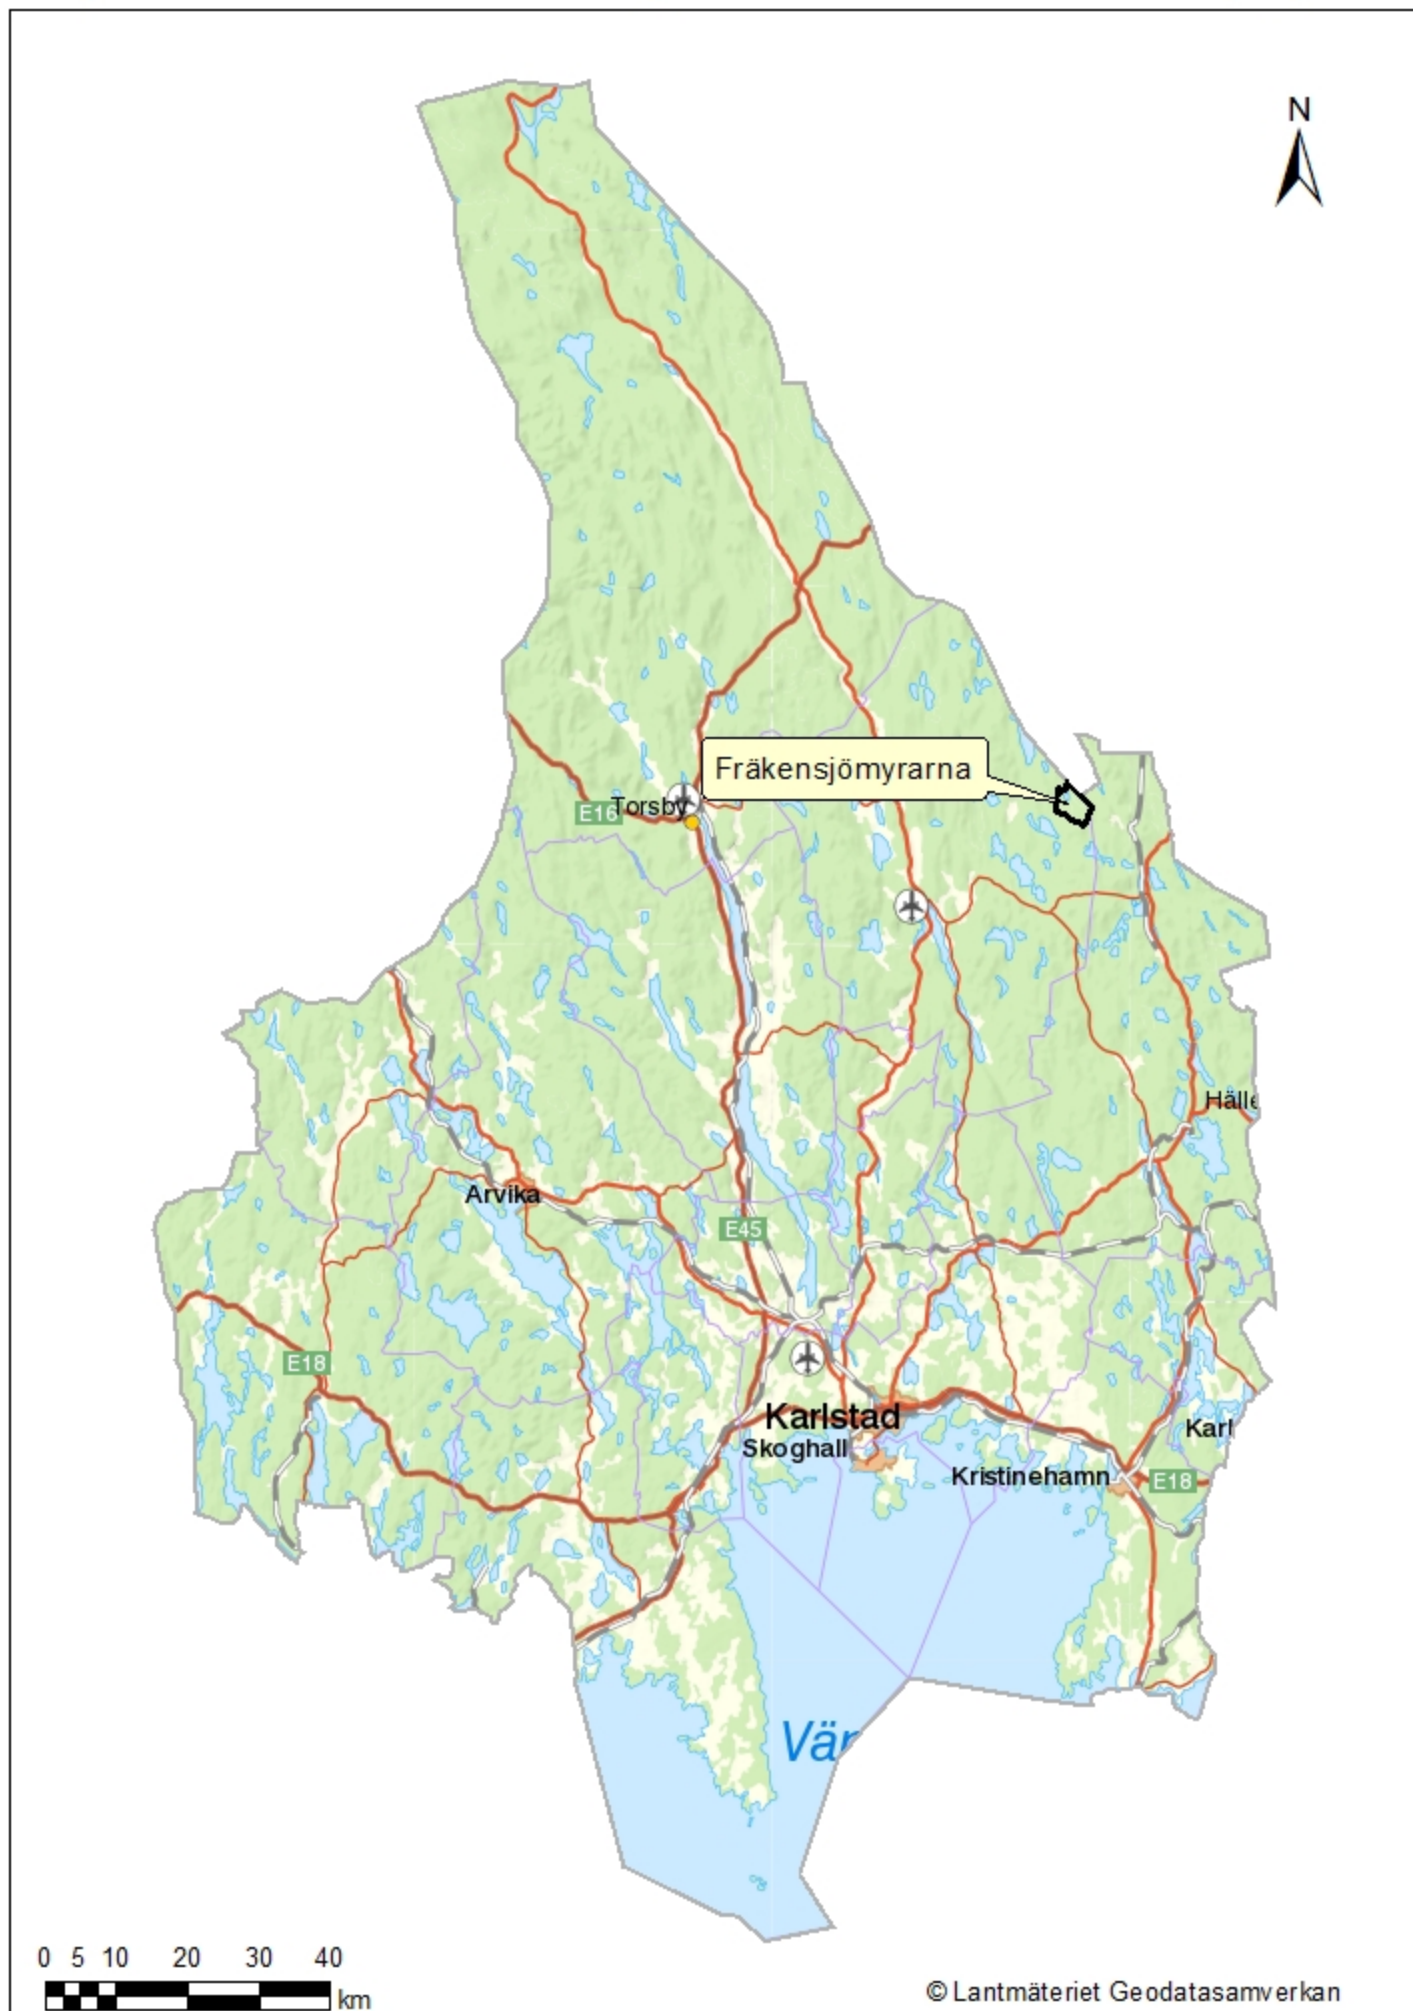 N
Fräkensjömyrarna
E16
Torsby
Hälle
Arvika
E45
E18
Karlstad
Skoghall
Karl
Kristinehamn
E18
Vär
0 5 10 20 30 40
km
© Lantmäteriet Geodatasamverkan